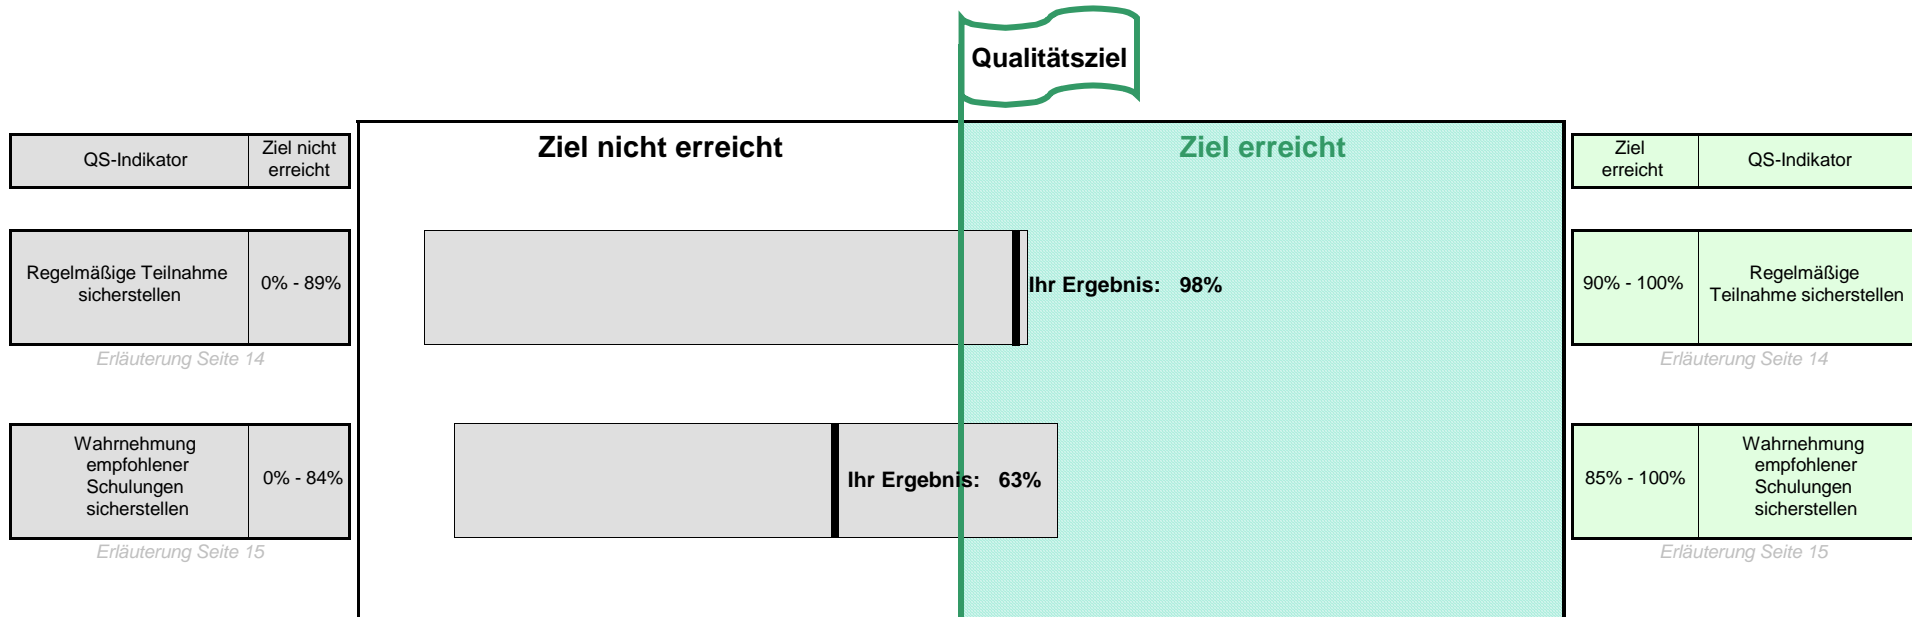 Qualitätsziel
QS-Indikator
Ziel nicht
erreicht
Ziel nicht erreicht
Ziel erreicht
Ziel
erreicht
QS-Indikator
Regelmäßige Teilnahme
sicherstellen
0% - 89%
Ihr Ergebnis: 98%
90% - 100%
Regelmäßige
Teilnahme sicherstellen
Erläuterung Seite 14
Erläuterung Seite 14
Wahrnehmung
empfohlener
Schulungen
sicherstellen
0% - 84%
Ihr Ergebnis: 63%
85% - 100%
Wahrnehmung
empfohlener
Schulungen
sicherstellen
Erläuterung Seite 15
Erläuterung Seite 15